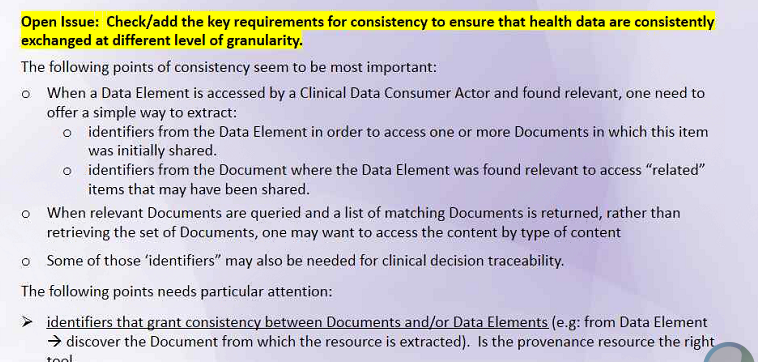 Open Issue:  Check/add the key requirements for consistency to ensure that health data are consistently
exchanged at different level of granularity.
The following points of consistency seem to be most important:
o When a Data Element is accessed by a Clinical Data Consumer Actor and found relevant, one need to
offer a simple way to extract:
o identifiers from the Data Element in order to access one or more Documents in which this item
was initially shared.
o identifiers from the Document where the Data Element was found relevant to access “related”
items that may have been shared.
o When relevant Documents are queried and a list of matching Documents is returned, rather than
retrieving the set of Documents, one may want to access the content by type of content
o Some of those ‘identifiers” may also be needed for clinical decision traceability.
The following points needs particular attention:
➢ identifiers that grant consistency between Documents and/or Data Elements (e.g: from Data Element
→ discover the Document from which the resource is extracted).  Is the provenance resource the right